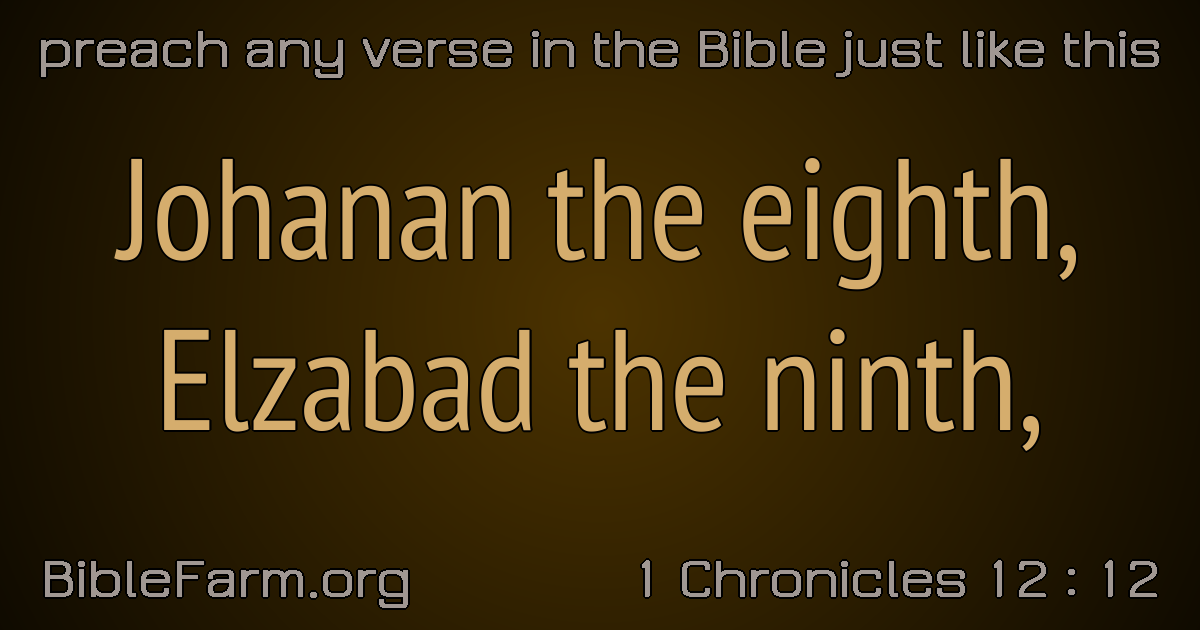 preach any verse in the Bible just like this
Johanan the eighth,
Elzabad the ninth,
BibleFarm.org
1 Chronicles 12 : 12